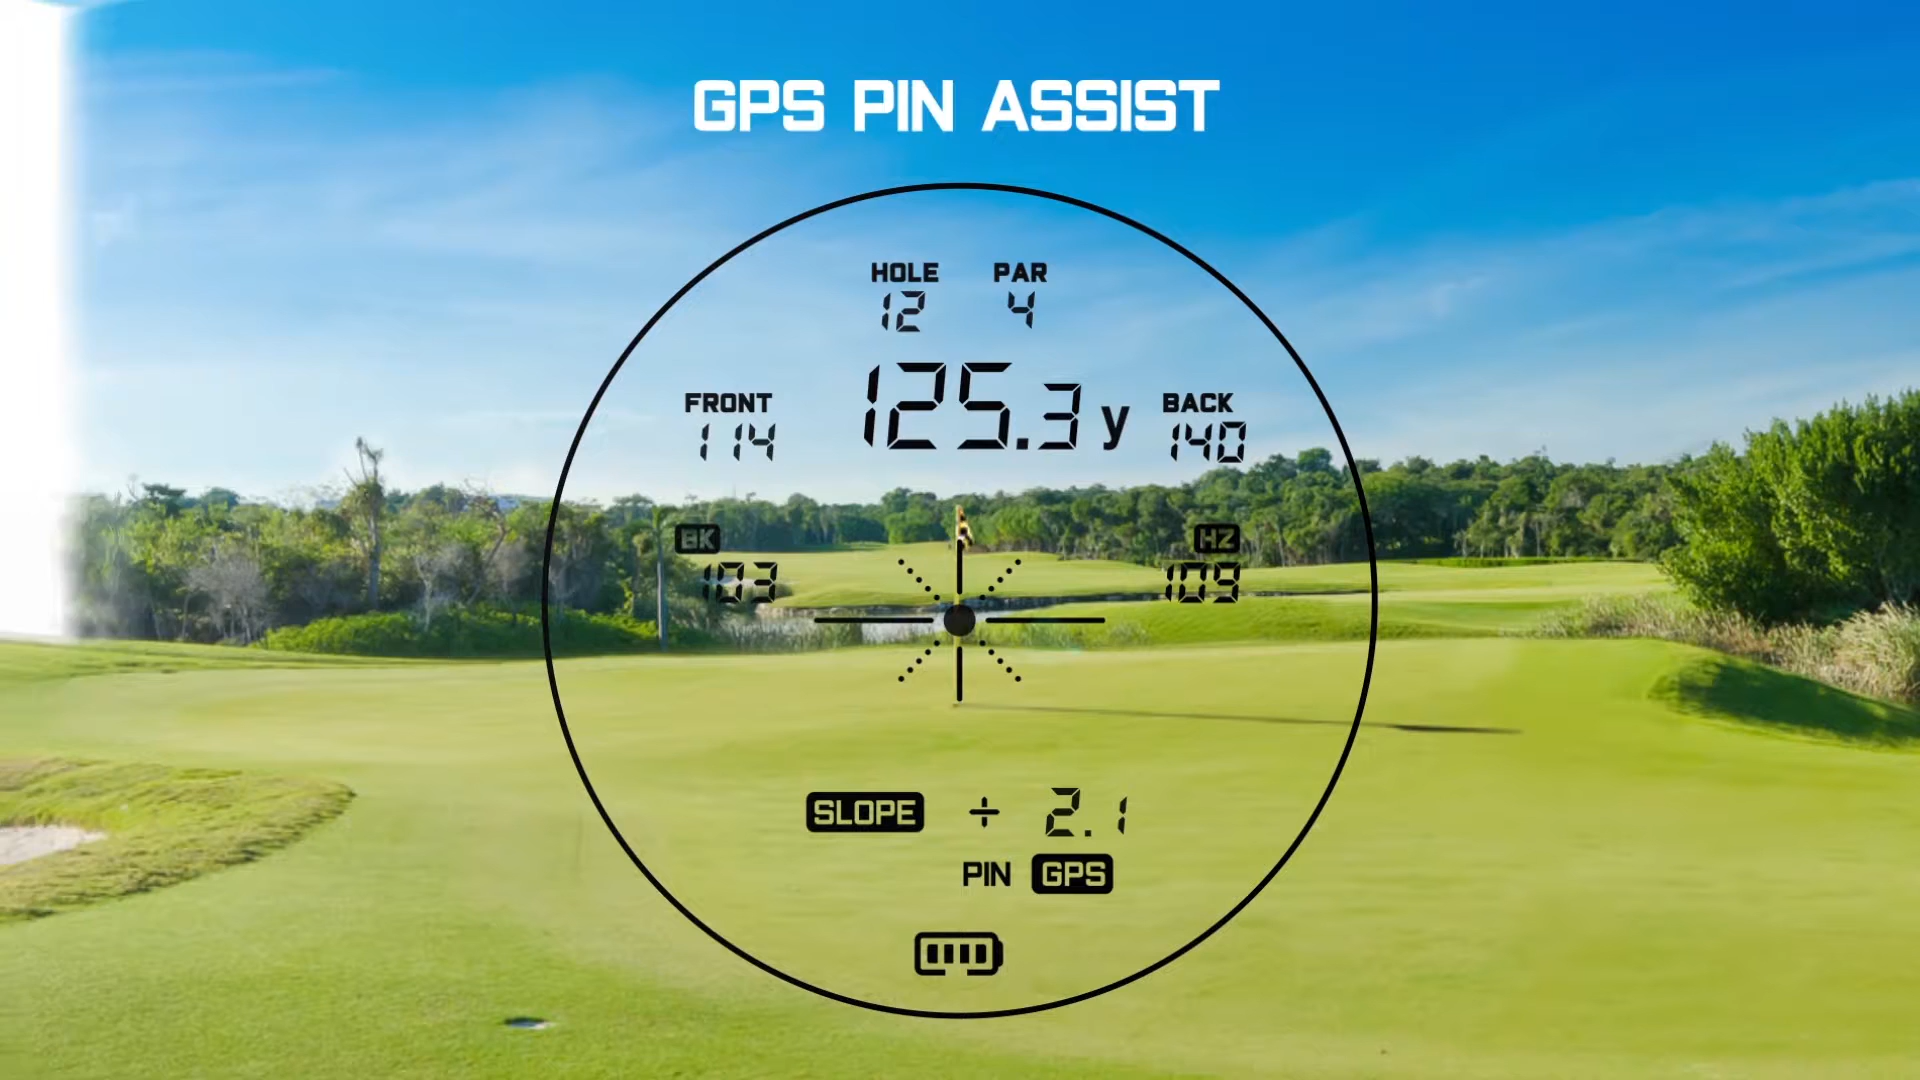 GPS PIN ASSIST
HOLE PAR
12 4
FRONT 125.3 y BACK
114 140
BK HZ
103 109
SLOPE ÷ 2.1
PIN GPS